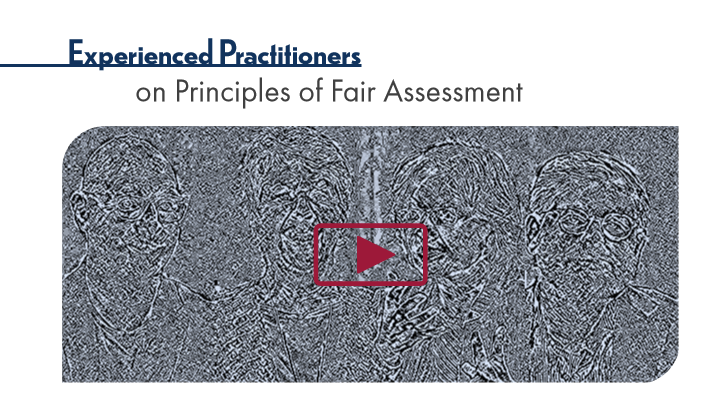 Experienced Practitioners
on Principles of Fair Assessment